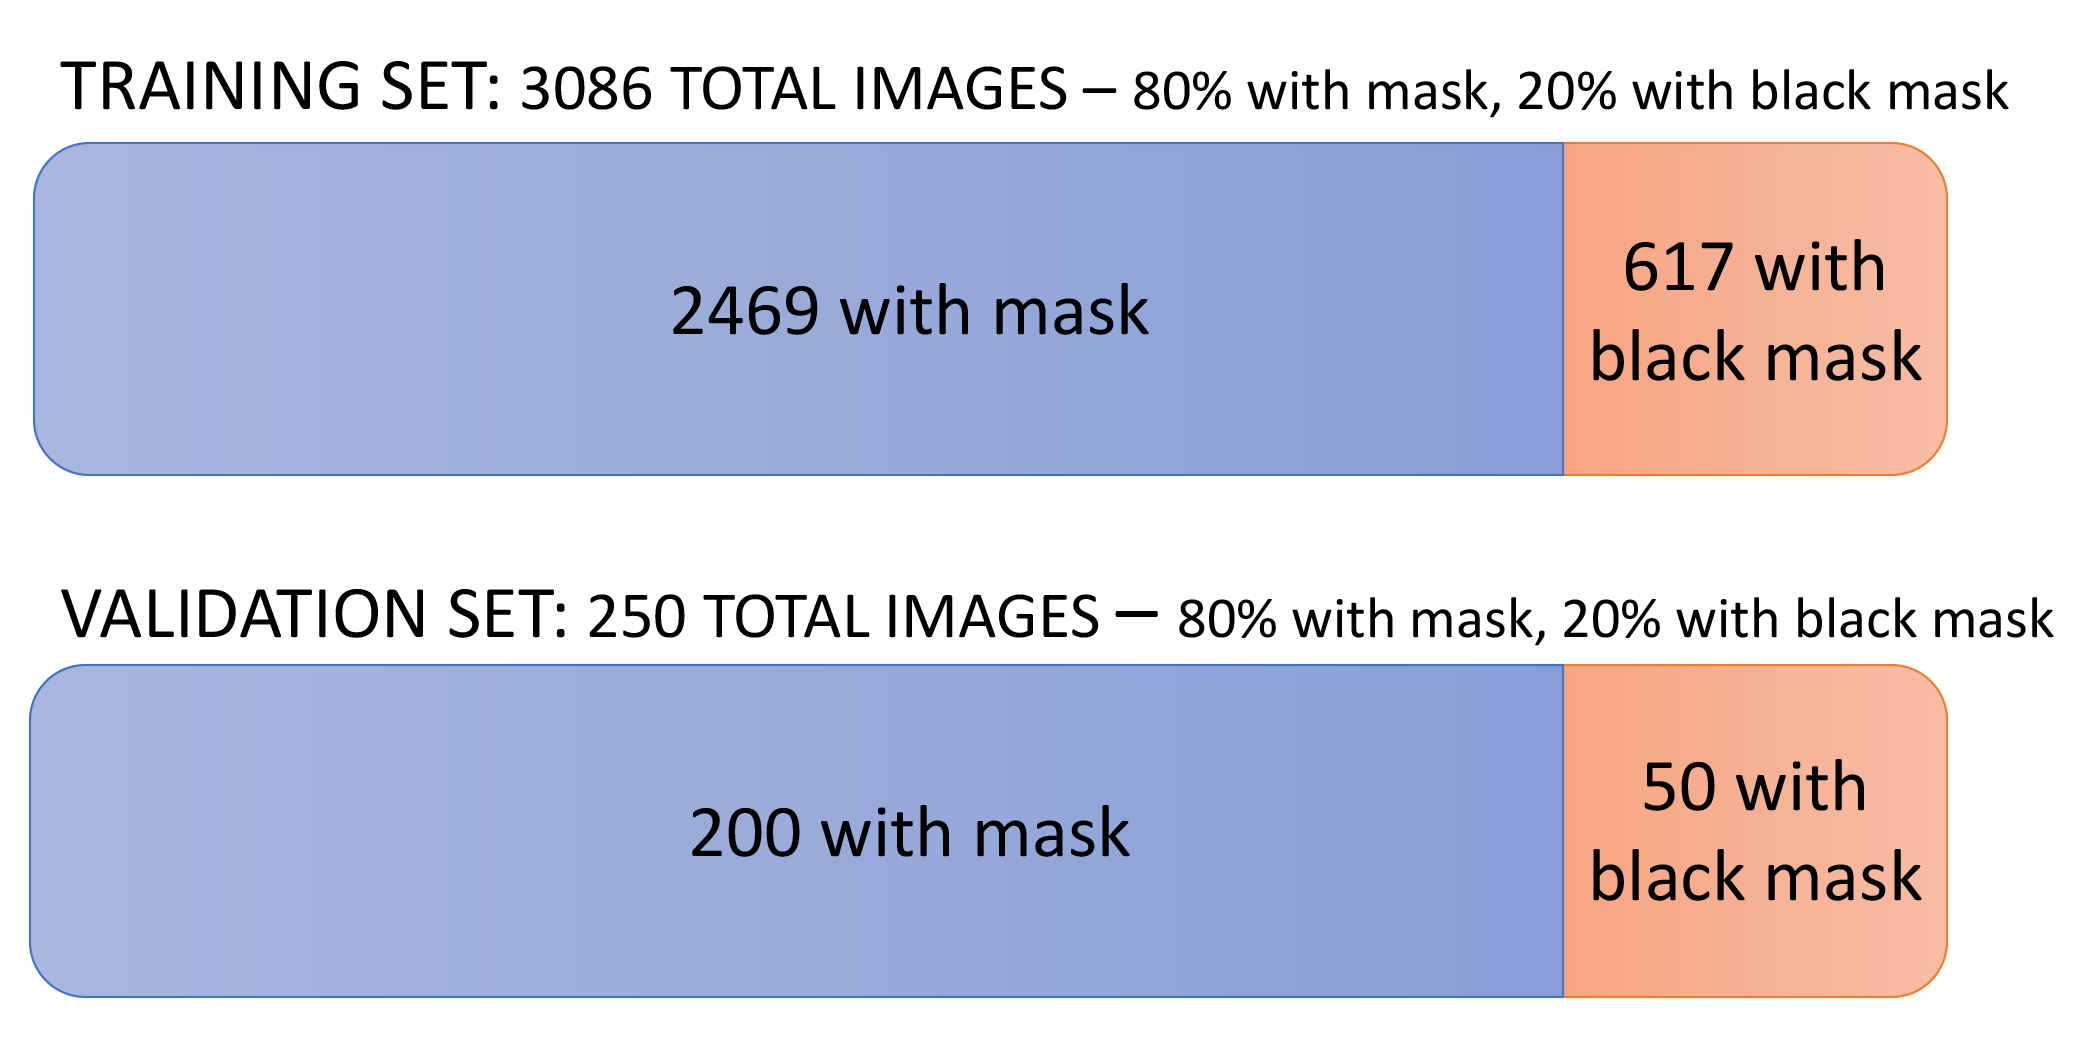 TRAINING SET: 3086 TOTAL IMAGES – 80% with mask, 20% with black mask
2469 with mask
617 with
black mask
VALIDATION SET: 250 TOTAL IMAGES – 80% with mask, 20% with black mask
200 with mask
50 with
black mask